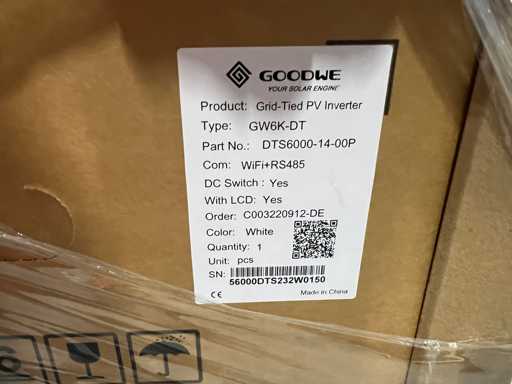 GOODWE
YOUR SOLAR ENGINE
Product: Grid-Tied PV Inverter
Type: GW6K-DT
Part No.: DTS6000-14-00P
Com: WiFi+RS485
DC Switch : Yes
With LCD: Yes
Order: C003220912-DE
Color: White
Quantity: 1
Unit: pcs
SN:
56000DTS232W0150
CE Made in China